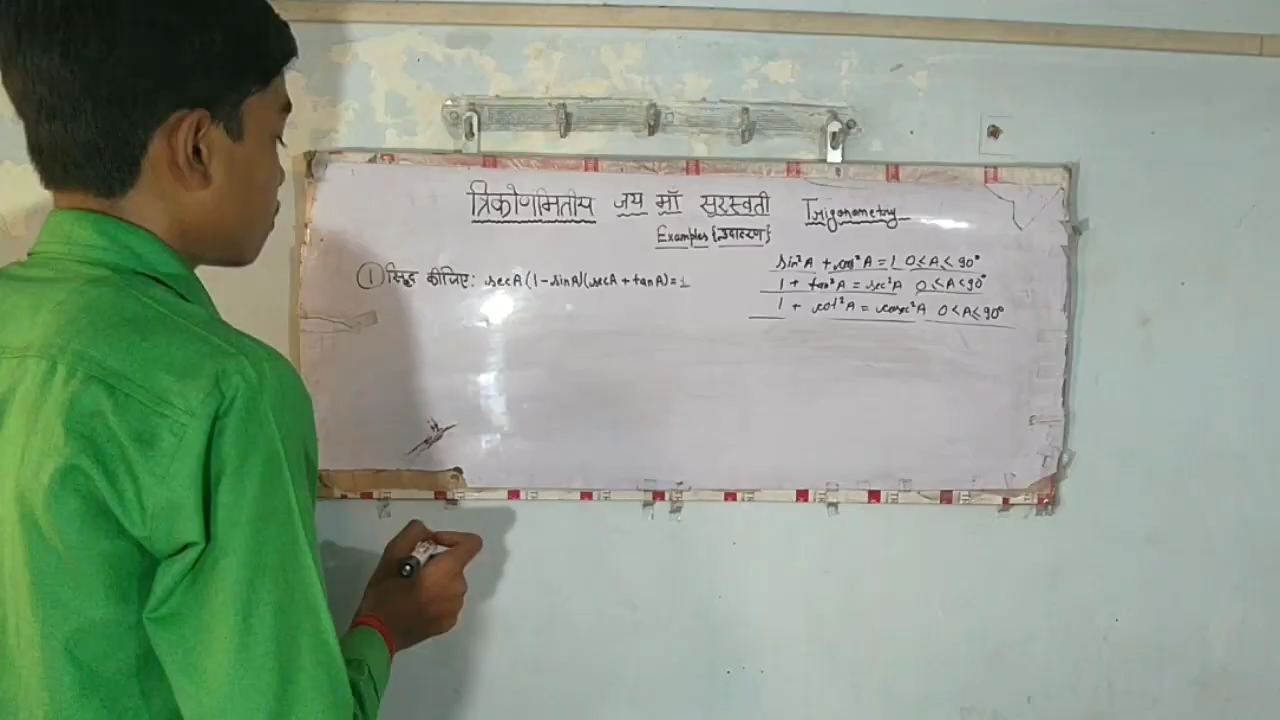 त्रिकोणमितीय जय माँ सुरस्वती Trigonometry
Examples {उदाहरण}
① सिद्ध कीजिए: secA(1-sinA)(secA+tanA)=1
sin²A + cos²A = 1 0≤A≤90°
1 + tan²A = sec²A 0≤A<90°
1 + cot²A = cosec²A 0<A≤90°